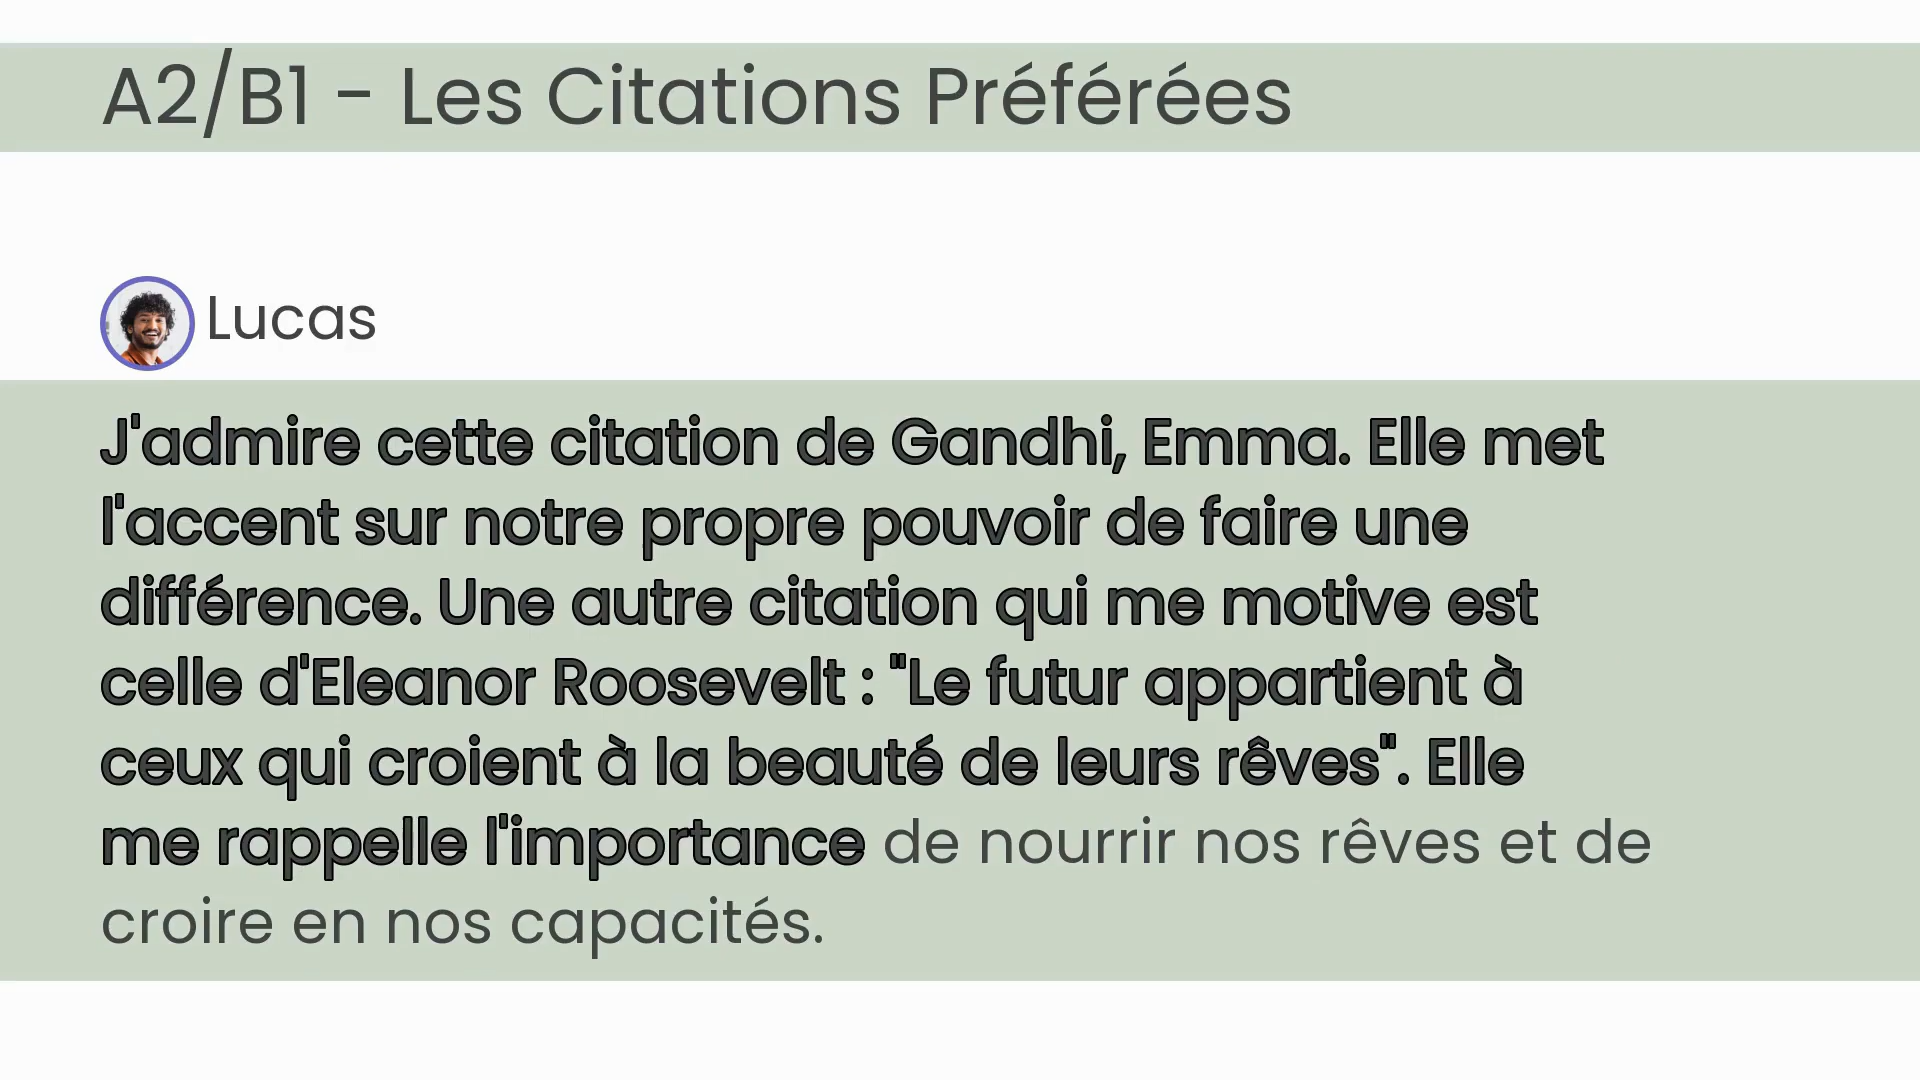 A2/B1 - Les Citations Préférées
Lucas
J'admire cette citation de Gandhi, Emma. Elle met
l'accent sur notre propre pouvoir de faire une
différence. Une autre citation qui me motive est
celle d'Eleanor Roosevelt : "Le futur appartient à
ceux qui croient à la beauté de leurs rêves". Elle
me rappelle l'importance de nourrir nos rêves et de
croire en nos capacités.